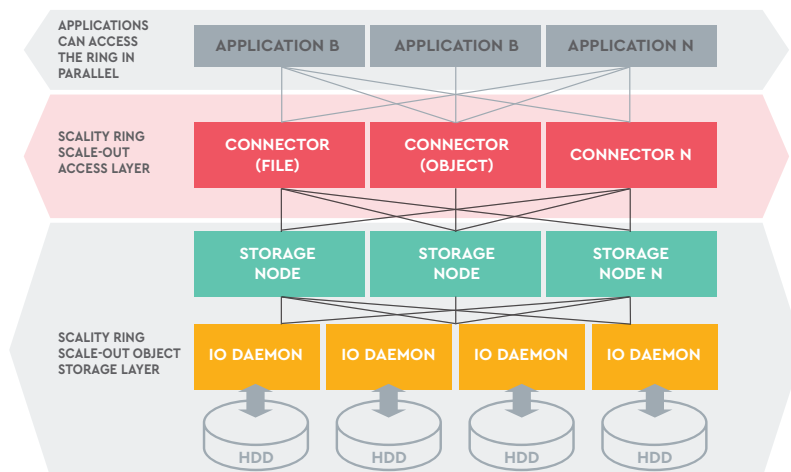 APPLICATIONS
CAN ACCESS
THE RING IN
PARALLEL
APPLICATION B
APPLICATION B
APPLICATION N
SCALITY RING
SCALE-OUT
ACCESS LAYER
CONNECTOR
(FILE)
CONNECTOR
(OBJECT)
CONNECTOR N
STORAGE
NODE
STORAGE
NODE
STORAGE
NODE N
SCALITY RING
SCALE-OUT OBJECT
STORAGE LAYER
IO DAEMON
IO DAEMON
IO DAEMON
IO DAEMON
HDD
HDD
HDD
HDD